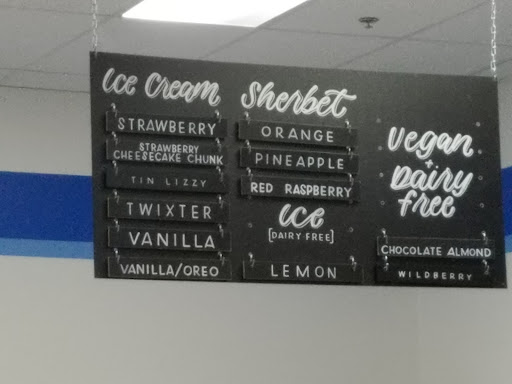 Ice Cream
STRAWBERRY
STRAWBERRY
CHEESECAKE CHUNK
TIN LIZZY
TWIXTER
VANILLA
VANILLA/OREO
Sherbet
ORANGE
PINEAPPLE
RED RASPBERRY
ice
[DAIRY FREE]
LEMON
vegan
+
Dairy
free
CHOCOLATE ALMOND
WILDBERRY